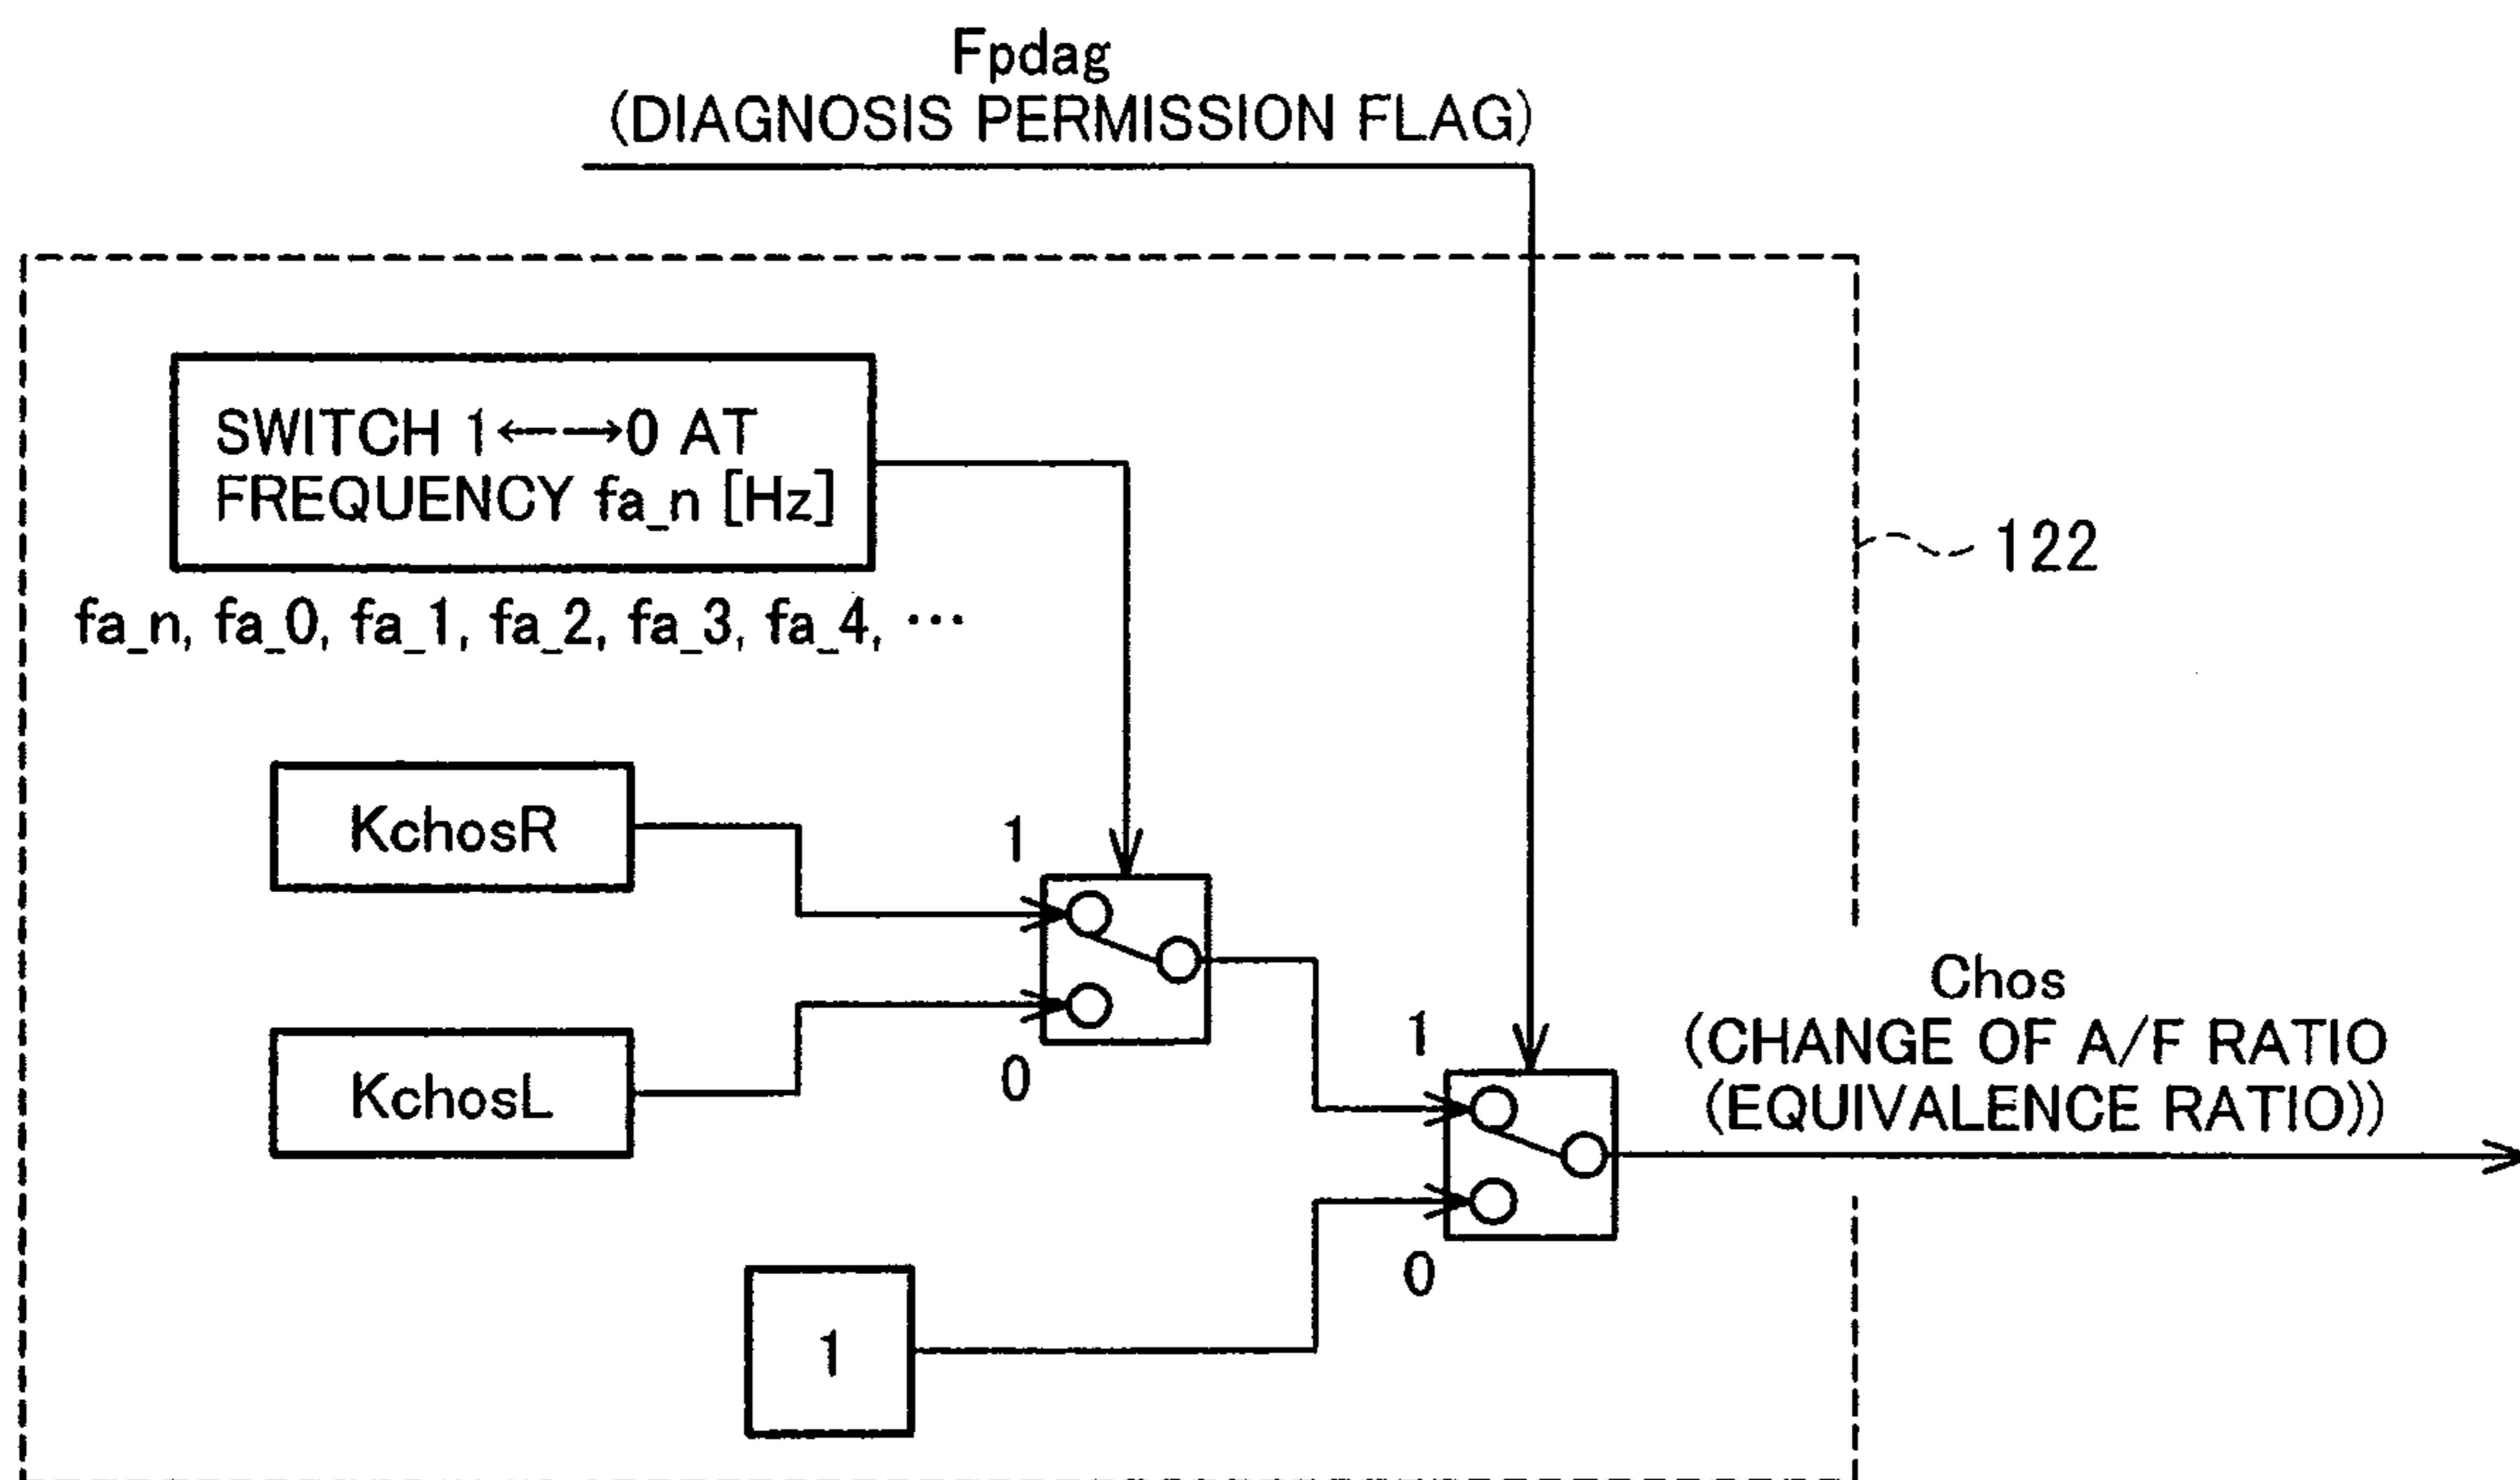 Fpdag
(DIAGNOSIS PERMISSION FLAG)
SWITCH 1←--→0 AT
FREQUENCY fa_n [Hz]
fa_n, fa_0, fa_1, fa_2, fa_3, fa_4, …
122
KchosR
1
0
KchosL
Chos
(CHANGE OF A/F RATIO
(EQUIVALENCE RATIO))
1
0
1